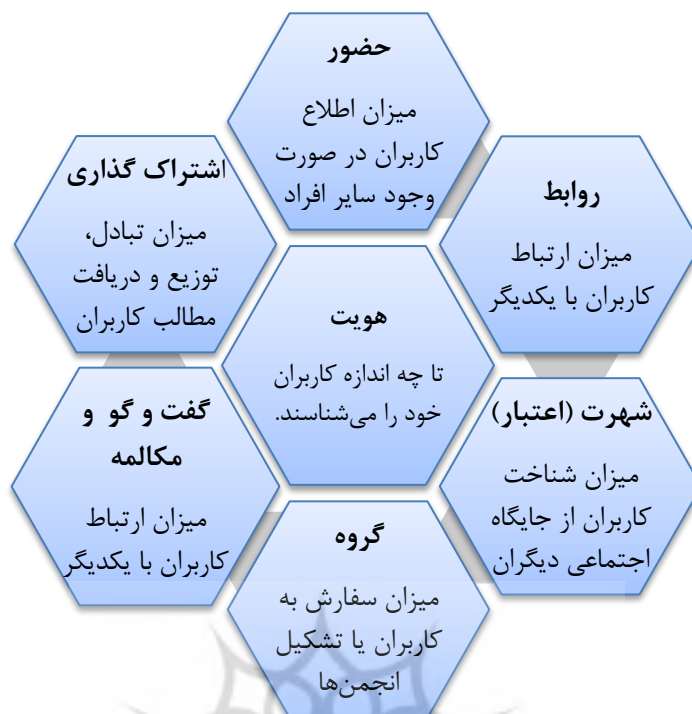 حضور
میزان اطلاع
کاربران در صورت
وجود سایر افراد
روابط
میزان ارتباط
کاربران با یکدیگر
اشتراک گذاری
میزان تبادل،
توزیع و دریافت
مطالب کاربران
هویت
تا چه اندازه کاربران
خود را می‌شناسند.
شهرت (اعتبار)
میزان شناخت
کاربران از جایگاه
اجتماعی دیگران
گفت و گو و
مکالمه
میزان ارتباط
کاربران با یکدیگر
گروه
میزان سفارش به
کاربران یا تشکیل
انجمن‌ها